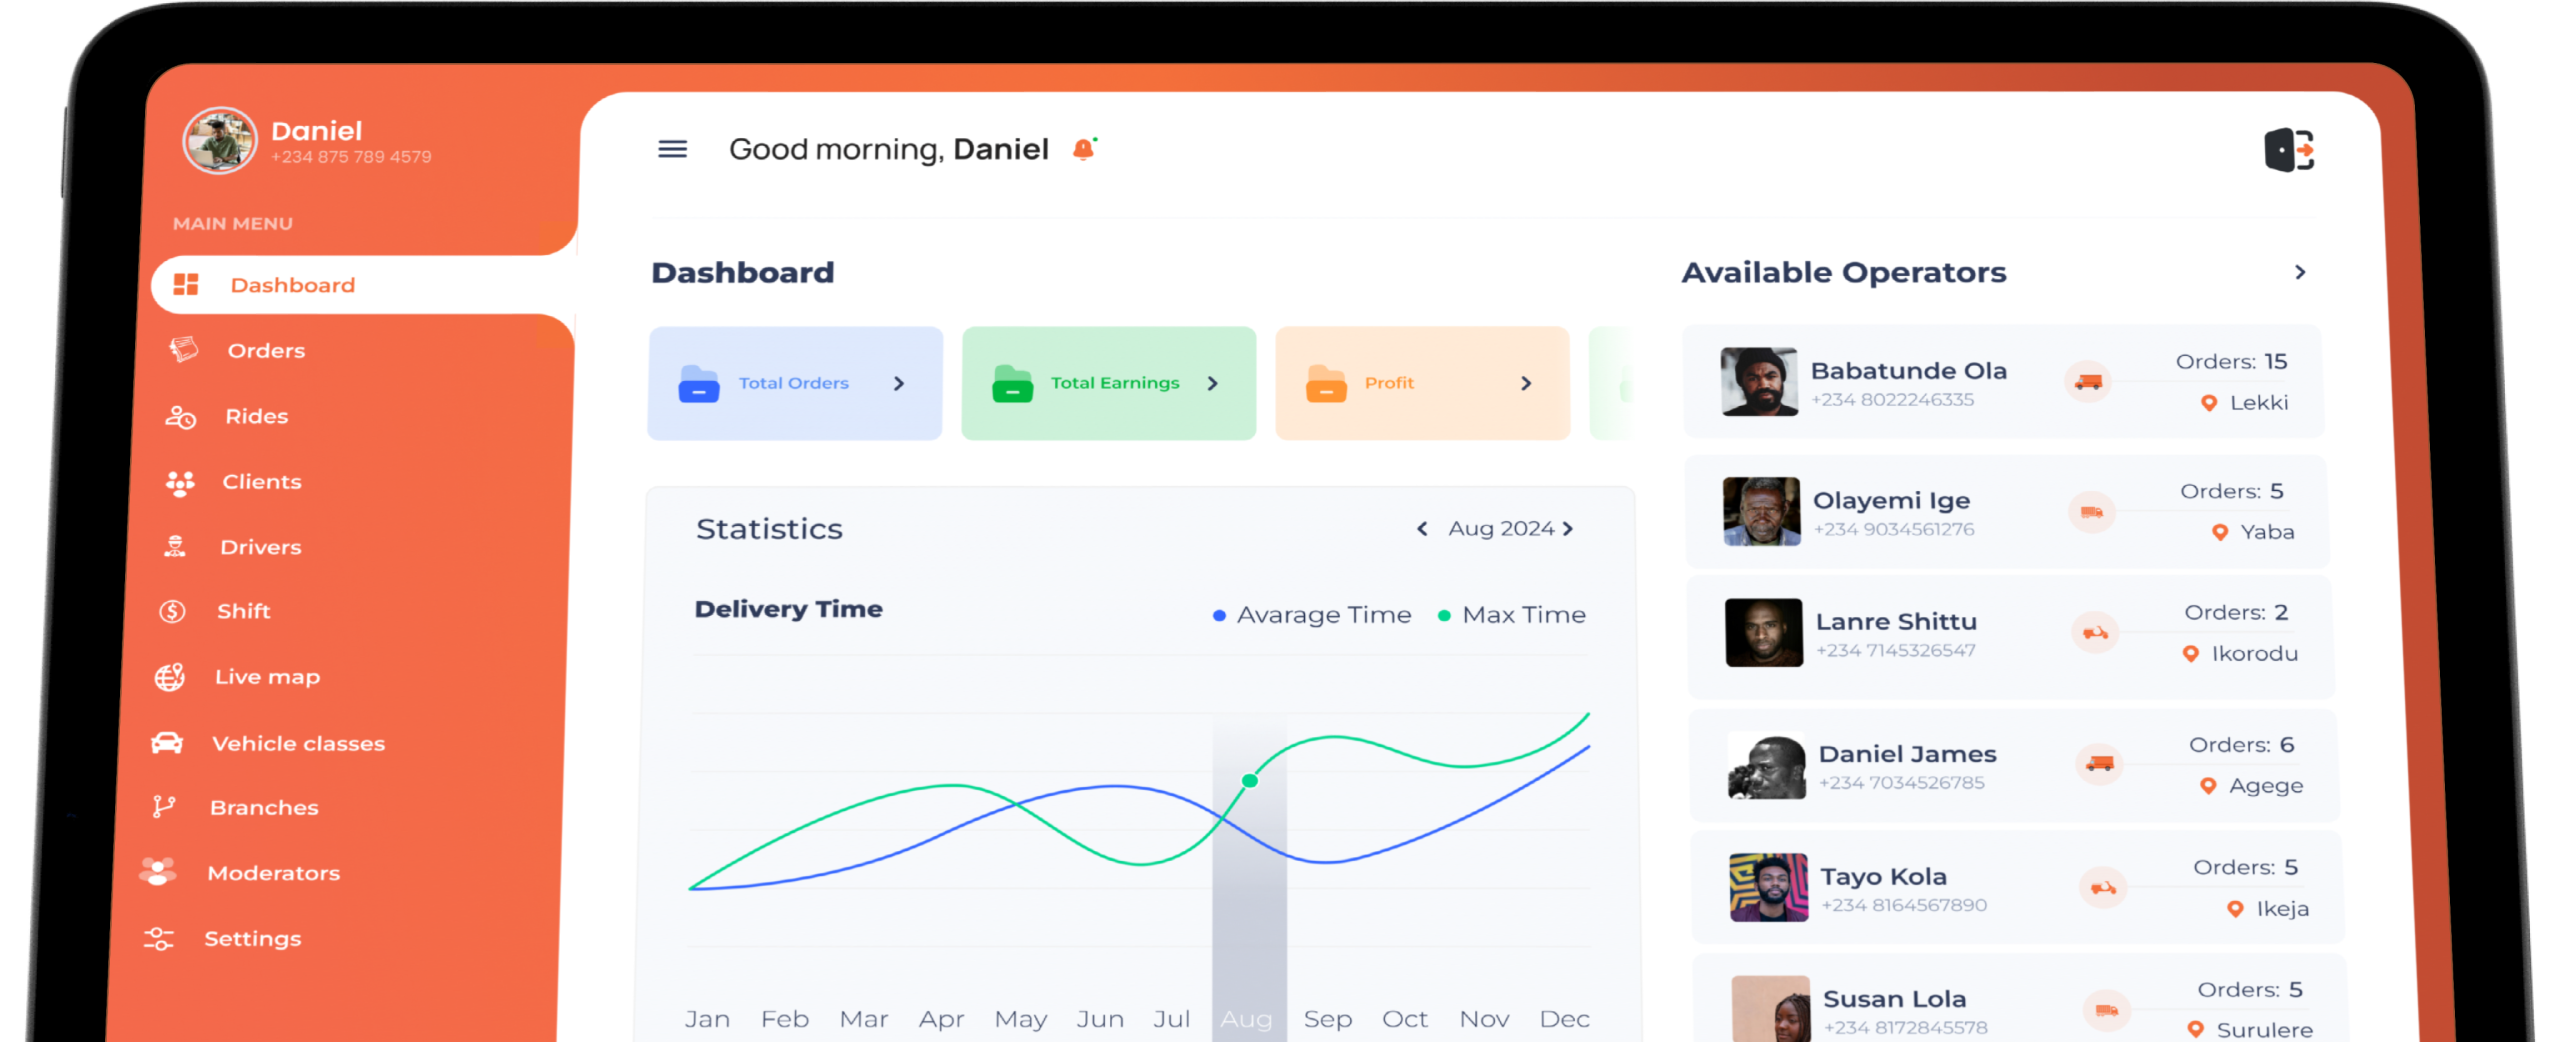 Daniel
+234 875 789 4579
MAIN MENU
Dashboard
Orders
Rides
Clients
Drivers
Shift
Live map
Vehicle classes
Branches
Moderators
Settings
Good morning, Daniel
Dashboard
Total Orders
Total Earnings
Profit
Statistics
Aug 2024
Delivery Time
Avarage Time
Max Time
Jan Feb Mar Apr May Jun Jul Aug Sep Oct Nov Dec
Available Operators
Babatunde Ola
+234 8022246335
Orders: 15
Lekki
Olayemi Ige
+234 9034561276
Orders: 5
Yaba
Lanre Shittu
+234 7145326547
Orders: 2
Ikorodu
Daniel James
+234 7034526785
Orders: 6
Agege
Tayo Kola
+234 8164567890
Orders: 5
Ikeja
Susan Lola
+234 8172845578
Orders: 5
Surulere